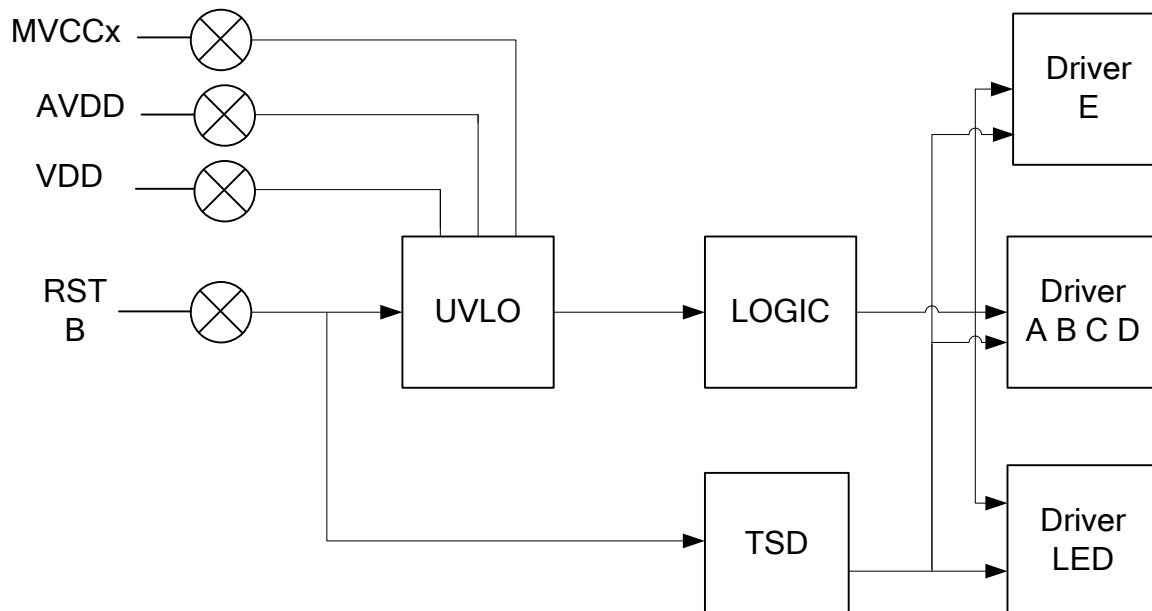 MVCCx
AVDD
VDD
RST
B
UVLO
LOGIC
TSD
Driver
E
Driver
A B C D
Driver
LED